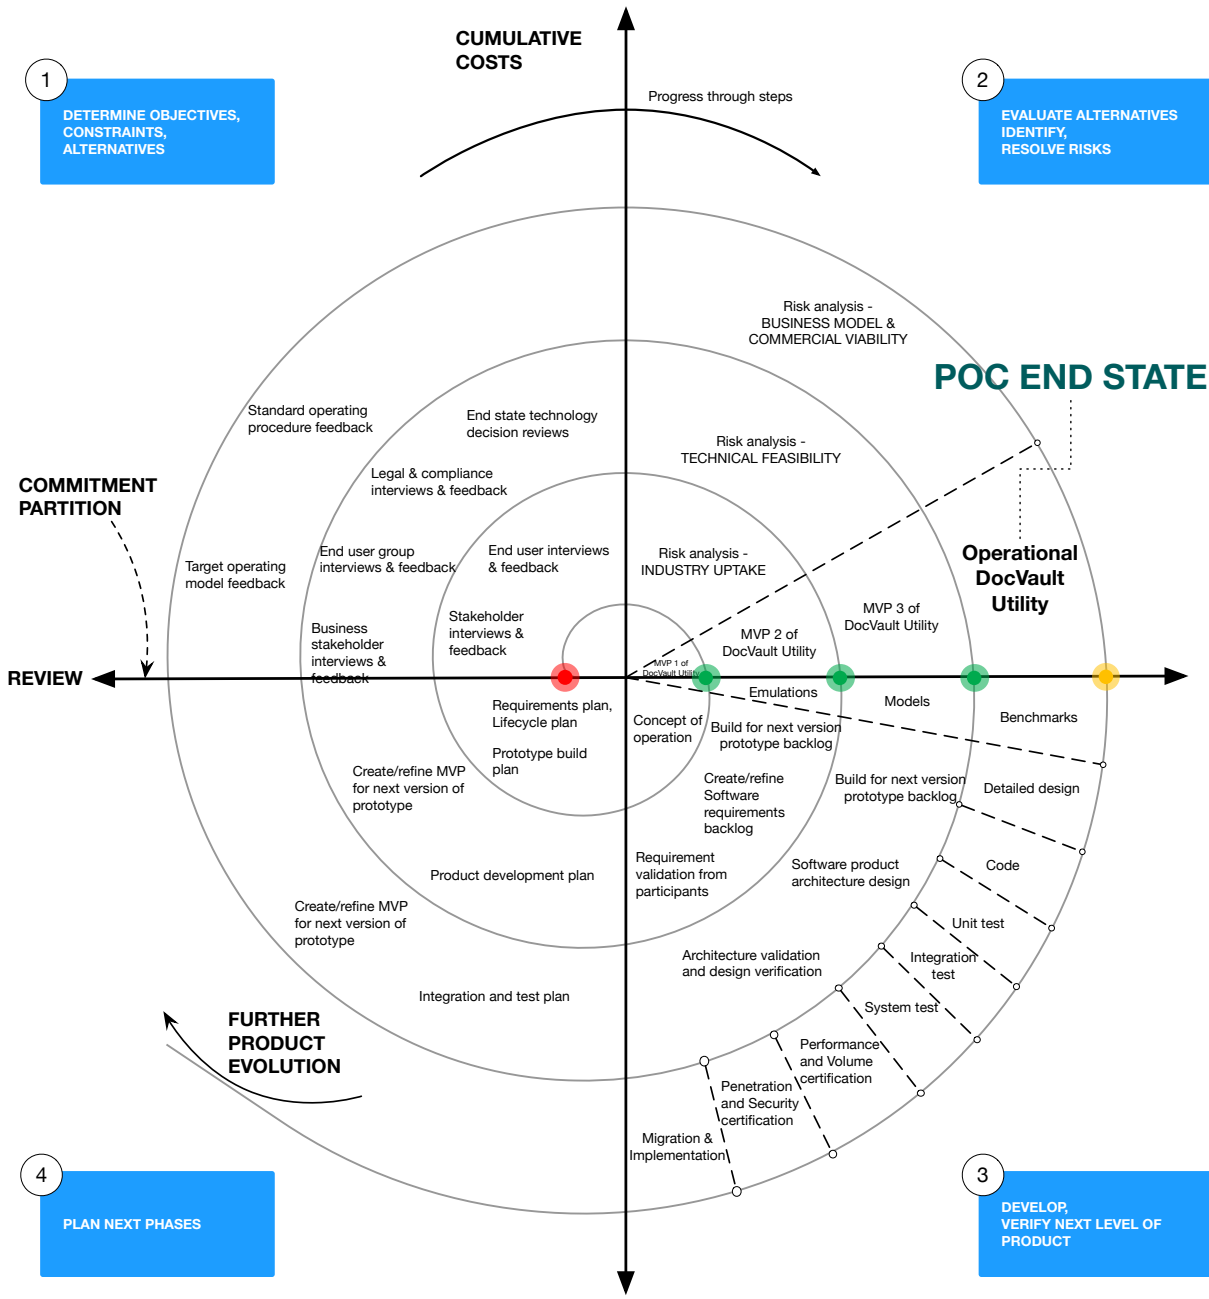 CUMULATIVE
COSTS
Progress through steps
1
DETERMINE OBJECTIVES,
CONSTRAINTS,
ALTERNATIVES
2
EVALUATE ALTERNATIVES
IDENTIFY,
RESOLVE RISKS
Risk analysis -
BUSINESS MODEL &
COMMERCIAL VIABILITY
POC END STATE
Standard operating
procedure feedback
End state technology
decision reviews
Risk analysis -
TECHNICAL FEASIBILITY
Legal & compliance
interviews & feedback
COMMITMENT
PARTITION
End user group
interviews & feedback
End user interviews
& feedback
Risk analysis -
INDUSTRY UPTAKE
Operational
DocVault
Utility
Target operating
model feedback
Business
stakeholder
interviews &
feedback
Stakeholder
interviews &
feedback
MVP 1 of
DocVault Utility
MVP 2 of
DocVault Utility
MVP 3 of
DocVault Utility
REVIEW
Requirements plan,
Lifecycle plan
Prototype build
plan
Concept of
operation
Emulations
Models
Benchmarks
Build for next version
prototype backlog
Create/refine
Software
requirements
backlog
Build for next version
prototype backlog
Detailed design
Create/refine MVP
for next version of
prototype
Product development plan
Requirement
validation from
participants
Software product
architecture design
Code
Unit test
Integration
test
System test
Create/refine MVP
for next version of
prototype
Integration and test plan
Architecture validation
and design verification
Performance
and Volume
certification
Penetration
and Security
certification
Migration &
Implementation
FURTHER
PRODUCT
EVOLUTION
4
PLAN NEXT PHASES
3
DEVELOP,
VERIFY NEXT LEVEL OF
PRODUCT